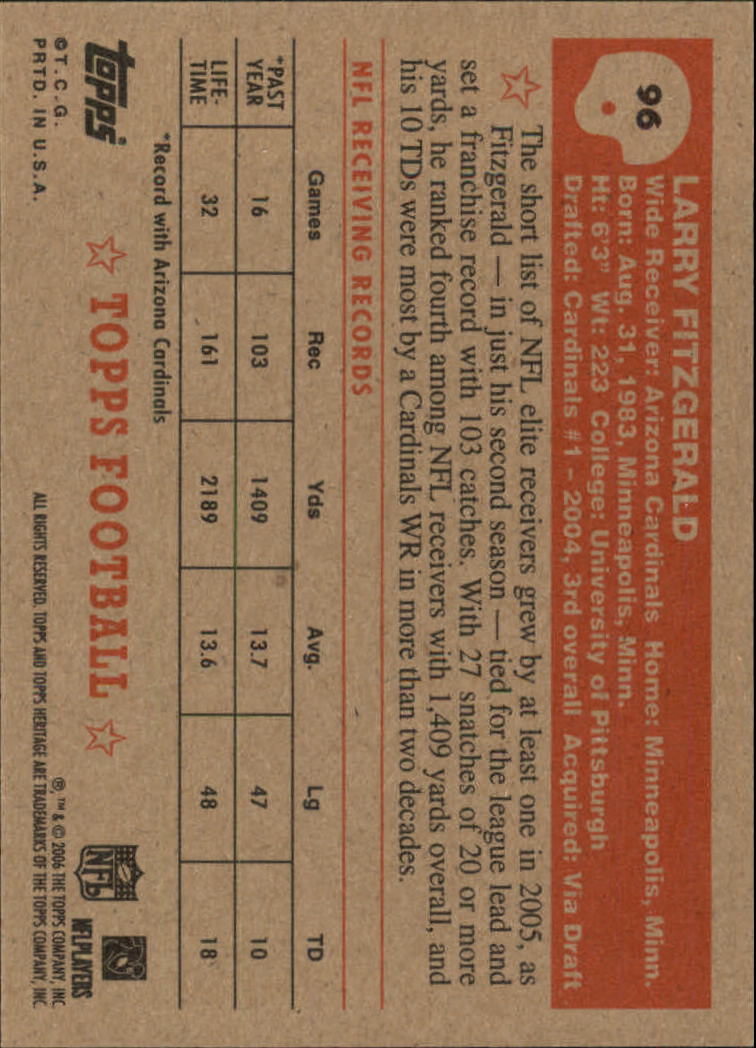 96
LARRY FITZGERALD
Wide Receiver: Arizona Cardinals Home: Minneapolis, Minn.
Born: Aug. 31, 1983, Minneapolis, Minn.
Ht: 6'3" Wt: 223 College: University of Pittsburgh
Drafted: Cardinals #1 – 2004, 3rd overall Acquired: Via Draft
The short list of NFL elite receivers grew by at least one in 2005, as
Fitzgerald — in just his second season — tied for the league lead and
set a franchise record with 103 catches. With 27 snatches of 20 or more
yards, he ranked fourth among NFL receivers with 1,409 yards overall, and
his 10 TDs were most by a Cardinals WR in more than two decades.
NFL RECEIVING RECORDS
Games Rec Yds Avg. Lg TD
*PAST
YEAR 16 103 1409 13.7 47 10
LIFE-
TIME 32 161 2189 13.6 48 18
*Record with Arizona Cardinals
topps
TOPPS FOOTBALL
NFL
NFLPLAYERS
©T.C.G.
PRTD. IN U.S.A.
®, ™ & © 2006 THE TOPPS COMPANY, INC.
ALL RIGHTS RESERVED. TOPPS AND TOPPS HERITAGE ARE TRADEMARKS OF THE TOPPS COMPANY, INC.